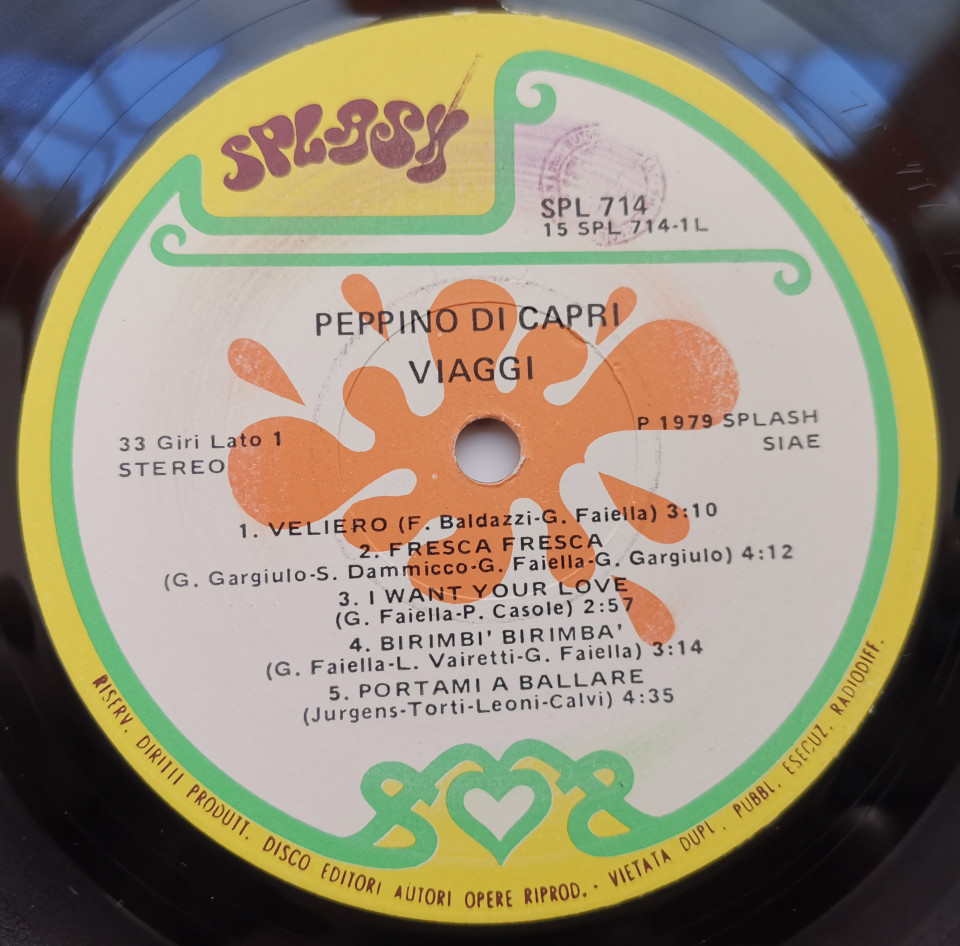 SPLASH
SPL 714
15 SPL 714-1L
PEPPINO DI CAPRI
VIAGGI
33 Giri Lato 1
STEREO
P 1979 SPLASH
SIAE
1. VELIERO (F. Baldazzi-G. Faiella) 3:10
2. FRESCA FRESCA
(G. Gargiulo-S. Dammicco-G. Faiella-G. Gargiulo) 4:12
3. I WANT YOUR LOVE
(G. Faiella-P. Casole) 2:57
4. BIRIMBI' BIRIMBA'
(G. Faiella-L. Vairetti-G. Faiella) 3:14
5. PORTAMI A BALLARE
(Jurgens-Torti-Leoni-Calvi) 4:35
RISERV. DIRITII PRODUTT. DISCO EDITORI AUTORI OPERE RIPROD. - VIETATA DUPL. PUBBL. ESECUZ. RADIODIFF.